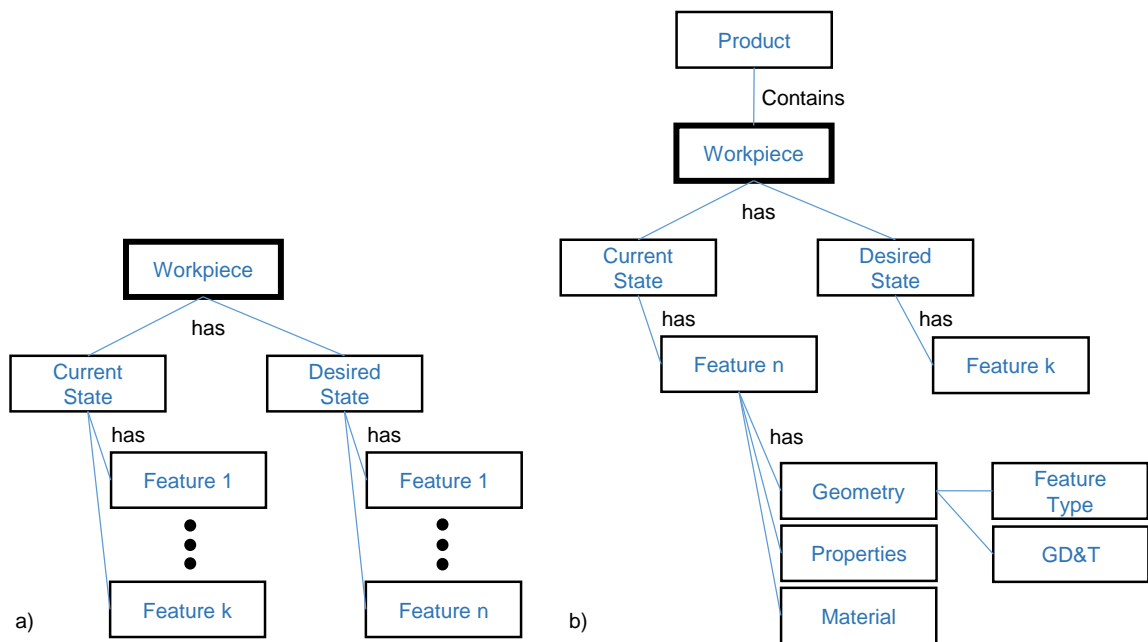 Workpiece
has
Current
State
Desired
State
has
has
Feature 1
Feature 1
Feature k
Feature n
a)
Product
Contains
Workpiece
has
Current
State
Desired
State
has
has
Feature n
Feature k
has
Geometry
Feature
Type
Properties
GD&T
Material
b)